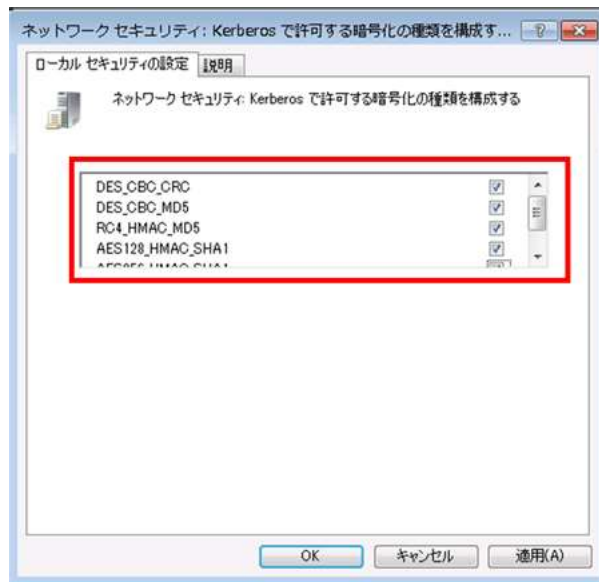 ネットワーク セキュリティ: Kerberos で許可する暗号化の種類を構成す...
ローカル セキュリティの設定 説明
ネットワーク セキュリティ: Kerberos で許可する暗号化の種類を構成する
DES_CBC_CRC
DES_CBC_MD5
RC4_HMAC_MD5
AES128_HMAC_SHA1
AES256_HMAC_SHA1
OK キャンセル 適用(A)